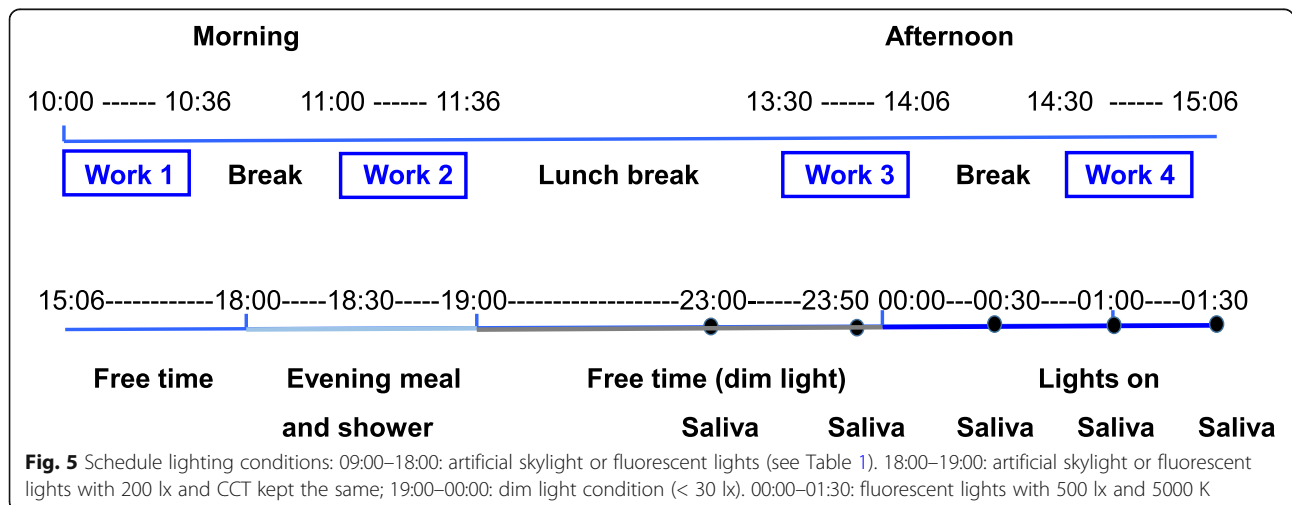 Morning Afternoon
10:00 ------ 10:36 11:00 ------ 11:36 13:30 ------ 14:06 14:30 ------ 15:06
Work 1 Break Work 2 Lunch break Work 3 Break Work 4
15:06-------------18:00-----18:30-----19:00--------------------23:00------23:50 00:00---00:30----01:00----01:30
Free time Evening meal Free time (dim light) Lights on
and shower Saliva Saliva Saliva Saliva Saliva
Fig. 5 Schedule lighting conditions: 09:00–18:00: artificial skylight or fluorescent lights (see Table 1). 18:00–19:00: artificial skylight or fluorescent
lights with 200 lx and CCT kept the same; 19:00–00:00: dim light condition (< 30 lx). 00:00–01:30: fluorescent lights with 500 lx and 5000 K